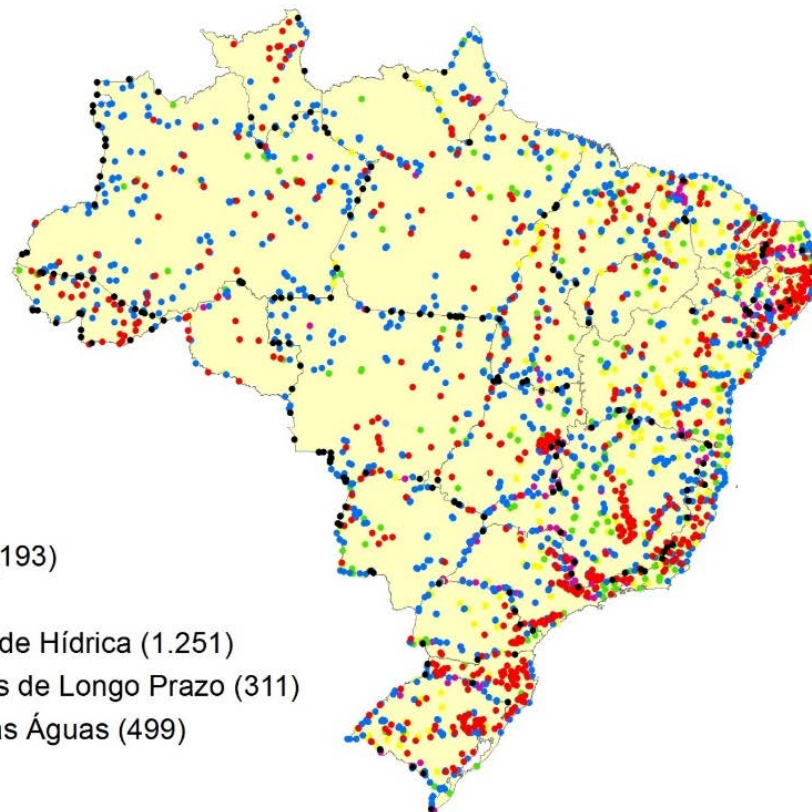 193)
de Hídrica (1.251)
s de Longo Prazo (311)
as Águas (499)